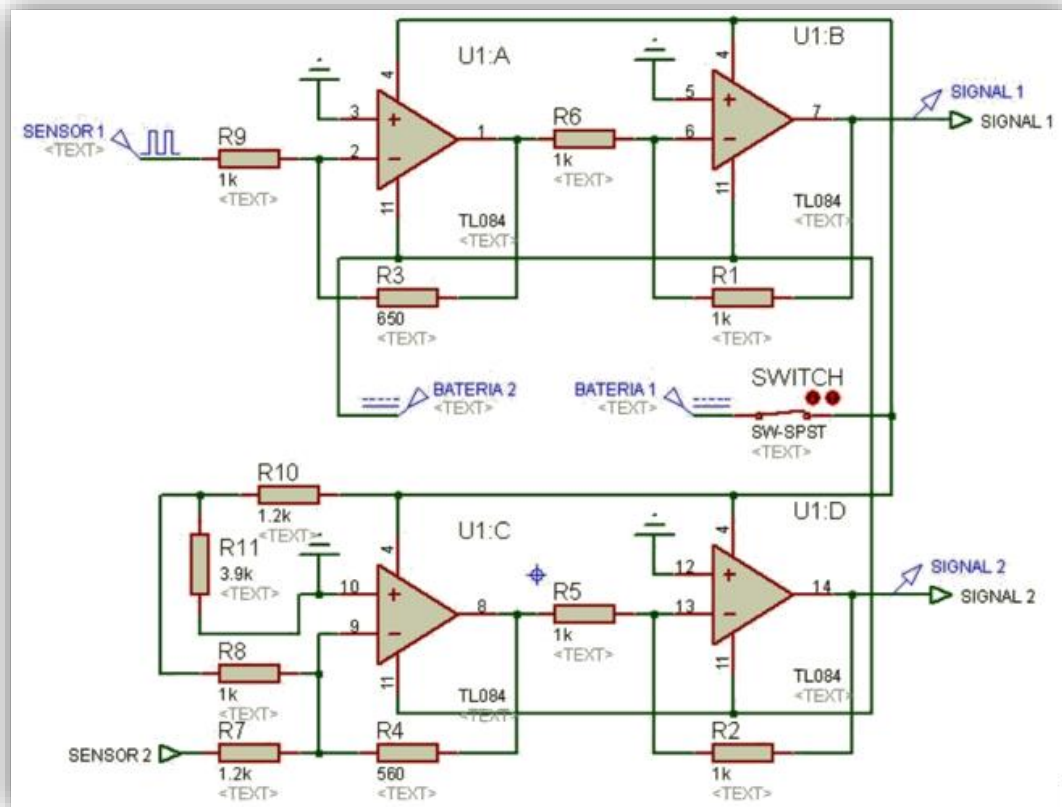 U1:A
U1:B
4
4
3
5
SENSOR 1
<TEXT>
R9
1k
<TEXT>
2
1
R6
1k
<TEXT>
6
7
SIGNAL 1
SIGNAL 1
11
11
TL084
<TEXT>
TL084
<TEXT>
R3
650
<TEXT>
R1
1k
<TEXT>
BATERIA 2
<TEXT>
BATERIA 1
<TEXT>
SWITCH
SW-SPST
<TEXT>
R10
1.2k
<TEXT>
U1:C
U1:D
4
4
R11
3.9k
<TEXT>
10
9
8
R5
1k
<TEXT>
12
13
14
SIGNAL 2
SIGNAL 2
R8
1k
<TEXT>
11
11
TL084
<TEXT>
TL084
<TEXT>
SENSOR 2
R7
1.2k
<TEXT>
R4
560
<TEXT>
R2
1k
<TEXT>